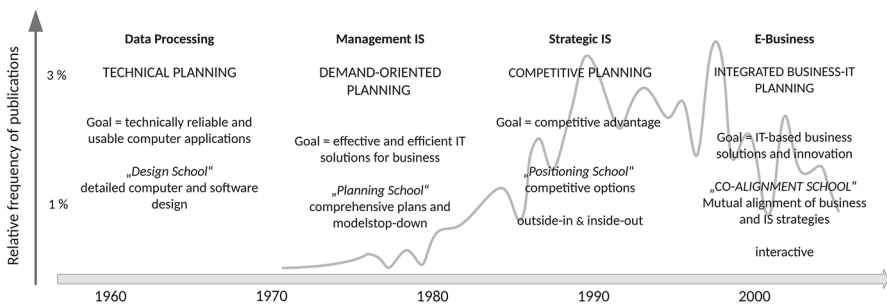 Relative frequency of publications
3 %
1 %
Data Processing
TECHNICAL PLANNING
Goal = technically reliable and
usable computer applications
„Design School“
detailed computer and software
design
Management IS
DEMAND-ORIENTED
PLANNING
Goal = effective and efficient IT
solutions for business
„Planning School“
comprehensive plans and
modelstop-down
Strategic IS
COMPETITIVE PLANNING
Goal = competitive advantage
„Positioning School“
competitive options
outside-in & inside-out
E-Business
INTEGRATED BUSINESS-IT
PLANNING
Goal = IT-based business
solutions and innovation
„CO-ALIGNMENT SCHOOL“
Mutual alignment of business
and IS strategies
interactive
1960
1970
1980
1990
2000